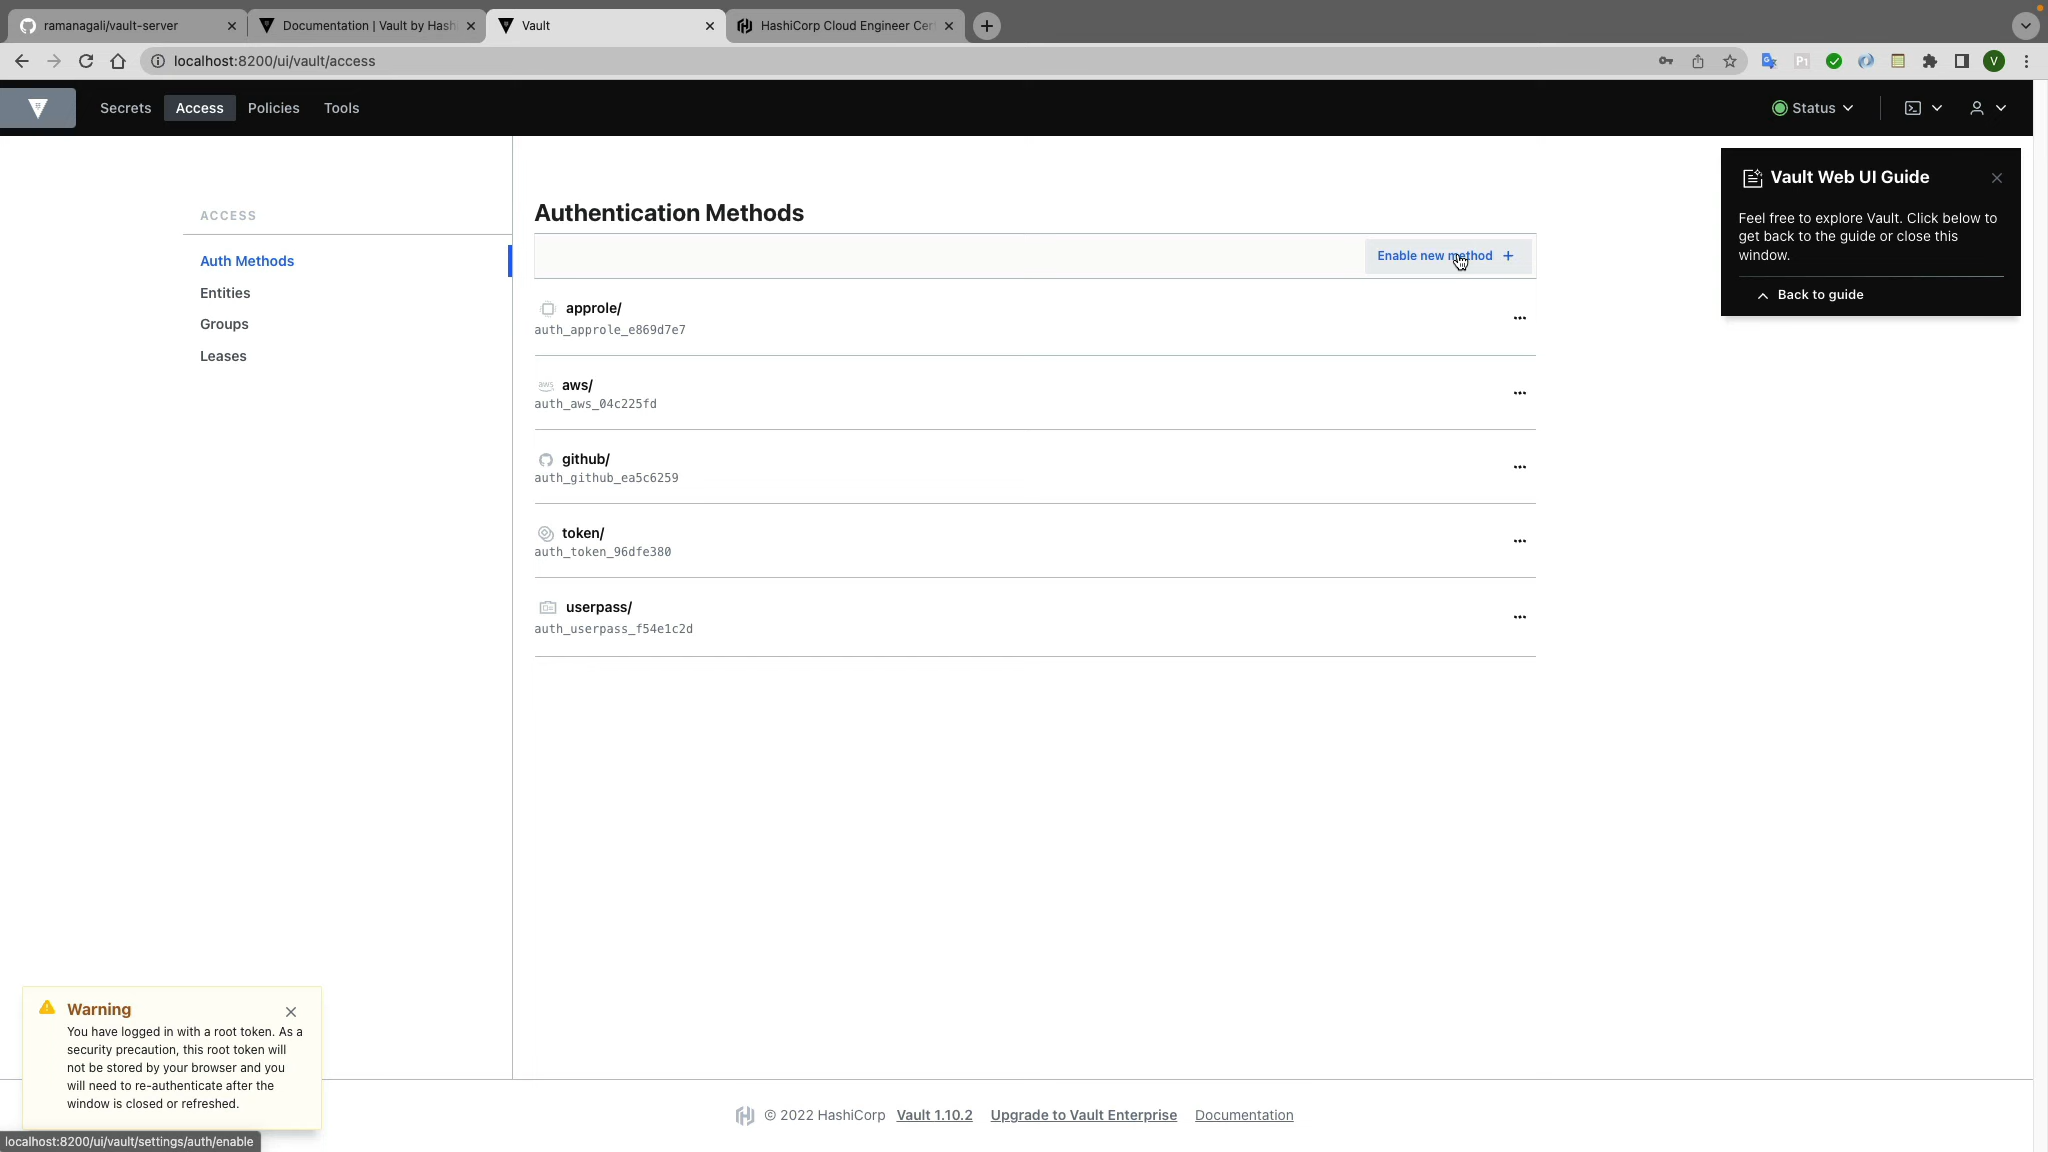 ramanagali/vault-server
Documentation | Vault by Hash
Vault
HashiCorp Cloud Engineer Cer
localhost:8200/ui/vault/access
V
Secrets
Access
Policies
Tools
Status
Vault Web UI Guide
Feel free to explore Vault. Click below to
get back to the guide or close this
window.
Back to guide
ACCESS
Auth Methods
Entities
Groups
Leases
Authentication Methods
Enable new method +
approle/
auth_approle_e869d7e7
aws/
auth_aws_04c225fd
github/
auth_github_ea5c6259
token/
auth_token_96dfe380
userpass/
auth_userpass_f54e1c2d
Warning
You have logged in with a root token. As a
security precaution, this root token will
not be stored by your browser and you
will need to re-authenticate after the
window is closed or refreshed.
© 2022 HashiCorp Vault 1.10.2 Upgrade to Vault Enterprise Documentation
localhost:8200/ui/vault/settings/auth/enable